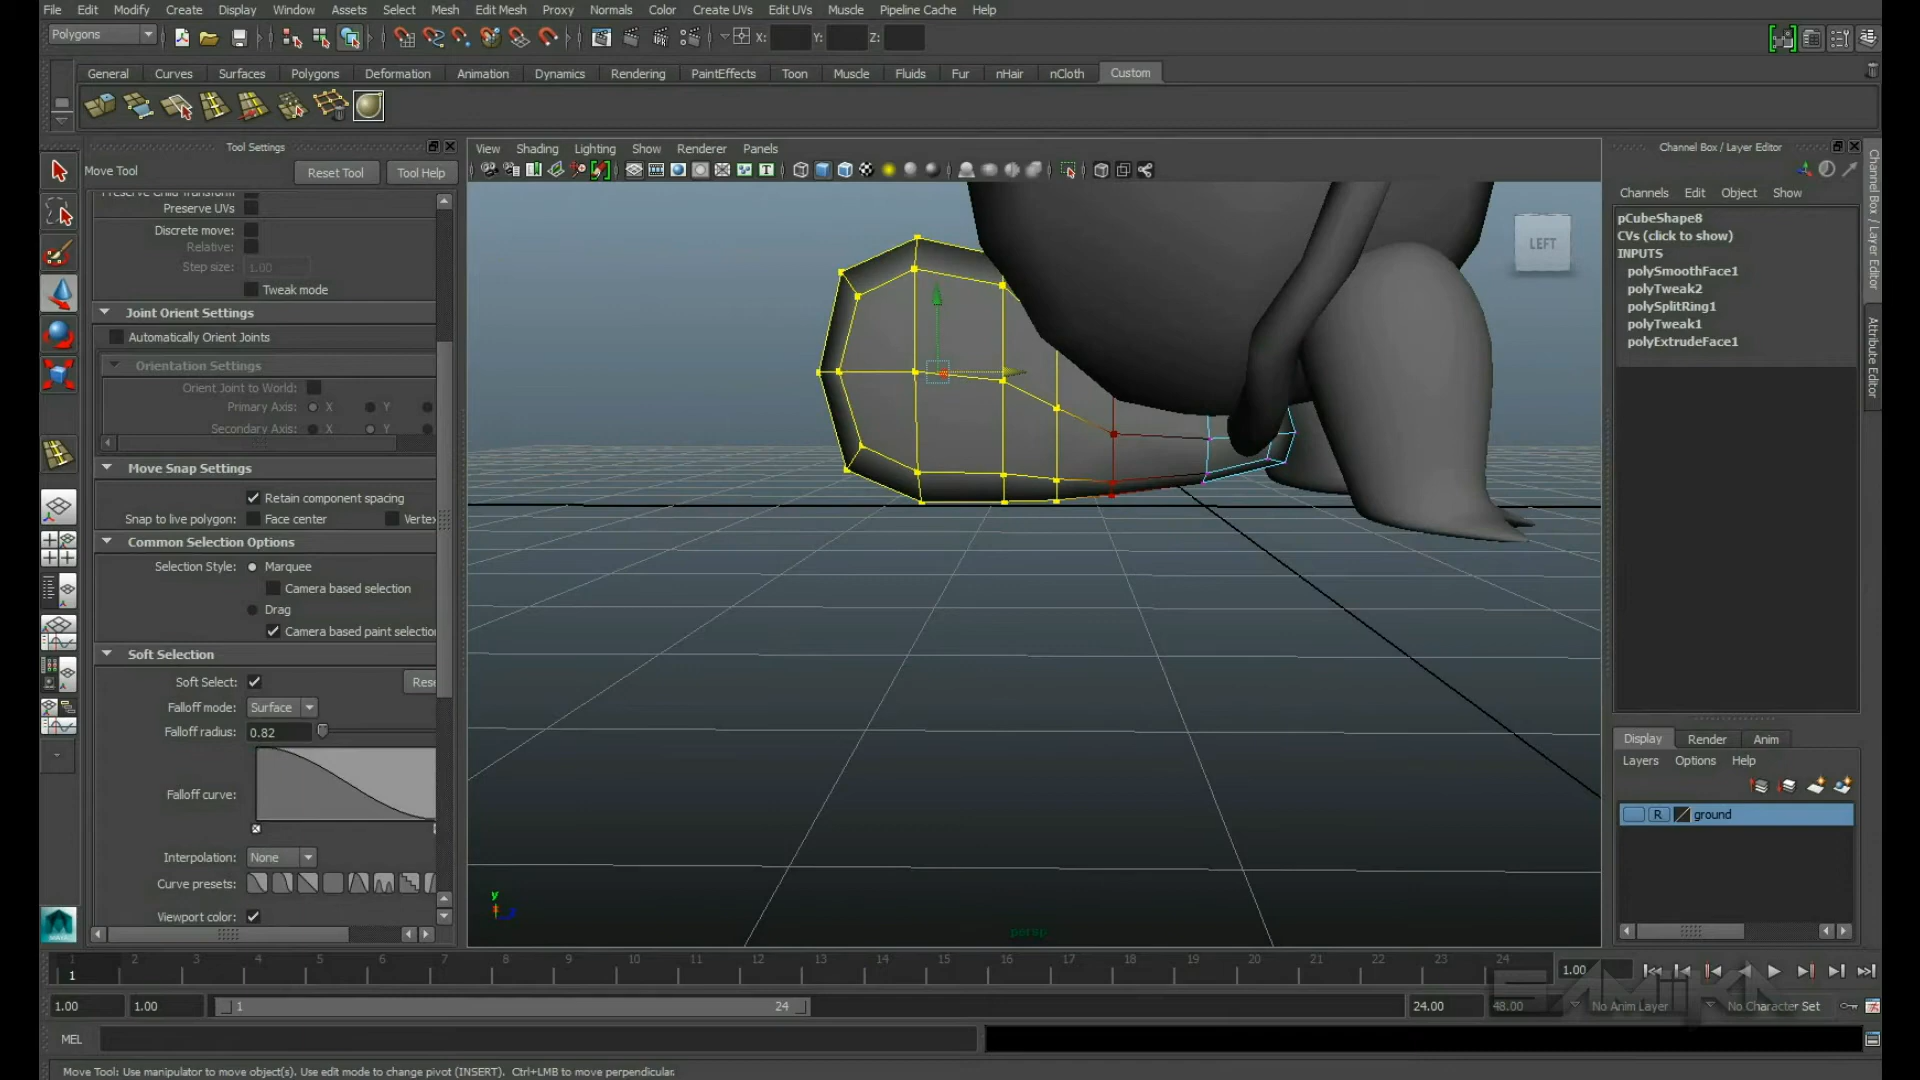 File Edit Modify Create Display Window Assets Select Mesh Edit Mesh Proxy Normals Color Create UVs Edit UVs Muscle Pipeline Cache Help
Polygons
X: Y: Z:
General Curves Surfaces Polygons Deformation Animation Dynamics Rendering PaintEffects Toon Muscle Fluids Fur nHair nCloth Custom
Tool Settings
Move Tool Reset Tool Tool Help
Preserve Child Transform
Preserve UVs
Discrete move:
Relative:
Step size: 1.00
Tweak mode
Joint Orient Settings
Automatically Orient Joints
Orientation Settings
Orient Joint to World:
Primary Axis: X Y
Secondary Axis: X Y
Move Snap Settings
Retain component spacing
Snap to live polygon: Face center Vertex
Common Selection Options
Selection Style: Marquee
Camera based selection
Drag
Camera based paint selection
Soft Selection
Soft Select: Rese
Falloff mode: Surface
Falloff radius: 0.82
Falloff curve:
Interpolation: None
Curve presets:
Viewport color:
View Shading Lighting Show Renderer Panels
LEFT
y
persp
Channel Box / Layer Editor
Channels Edit Object Show
pCubeShape8
CVs (click to show)
INPUTS
polySmoothFace1
polyTweak2
polySplitRing1
polyTweak1
polyExtrudeFace1
Channel Box / Layer Editor
Attribute Editor
Display Render Anim
Layers Options Help
R ground
1 2 3 4 5 6 7 8 9 10 11 12 13 14 15 16 17 18 19 20 21 22 23 24
1 1.00
1.00 1.00 1 24 24.00 48.00 No Anim Layer No Character Set
SAMIKA
MEL
Move Tool: Use manipulator to move object(s). Use edit mode to change pivot (INSERT). Ctrl+LMB to move perpendicular.